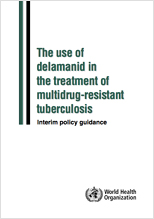 The use of
delamanid in
the treatment of
multidrug-resistant
tuberculosis
Interim policy guidance
World Health
Organization